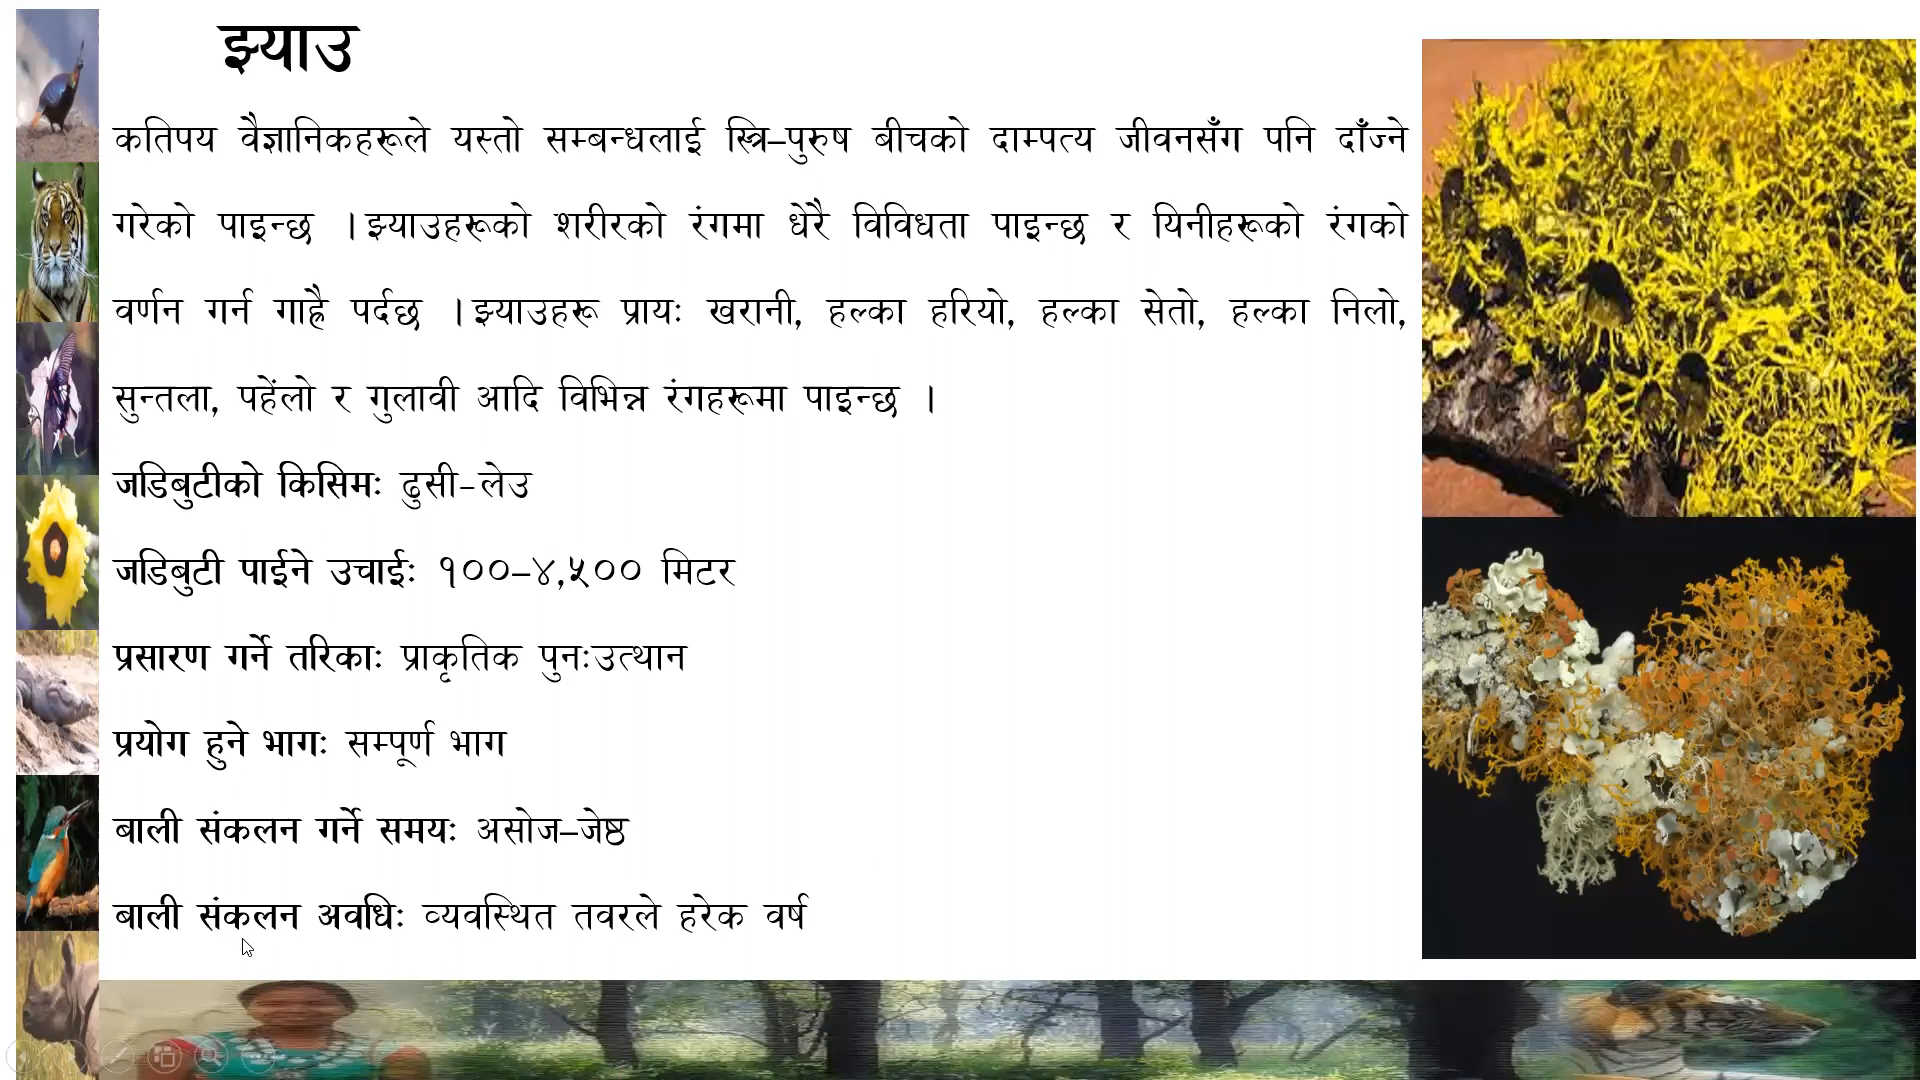 झ्याउ
कतिपय वैज्ञानिकहरूले यस्तो सम्बन्धलाई स्त्रि–पुरुष बीचको दाम्पत्य जीवनसँग पनि दाँज्ने
गरेको पाइन्छ । झ्याउहरूको शरीरको रंगमा धेरै विविधता पाइन्छ र यिनीहरूको रंगको
वर्णन गर्न गाह्रै पर्दछ । झ्याउहरू प्रायः खरानी, हल्का हरियो, हल्का सेतो, हल्का निलो,
सुन्तला, पहेंलो र गुलावी आदि विभिन्न रंगहरूमा पाइन्छ ।
जडिबुटीको किसिमः ढुसी-लेउ
जडिबुटी पाईने उचाईः १००–४,५०० मिटर
प्रसारण गर्ने तरिकाः प्राकृतिक पुनःउत्थान
प्रयोग हुने भागः सम्पूर्ण भाग
बाली संकलन गर्ने समयः असोज–जेष्ठ
बाली संकलन अवधिः व्यवस्थित तवरले हरेक वर्ष